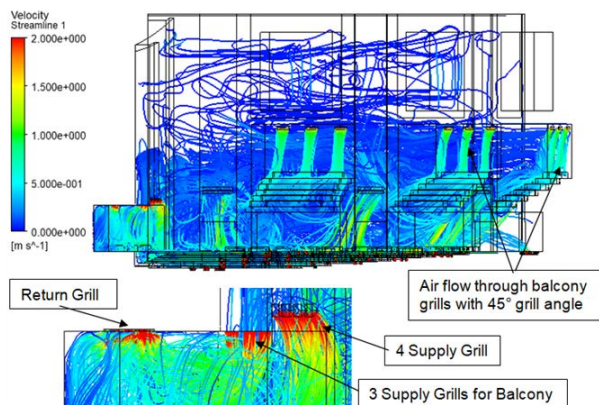 Velocity
Streamline 1
2.000e+000
1.500e+000
1.000e+000
5.000e-001
0.000e+000
[m s^-1]
Air flow through balcony
grills with 45° grill angle
Return Grill
4 Supply Grill
3 Supply Grills for Balcony